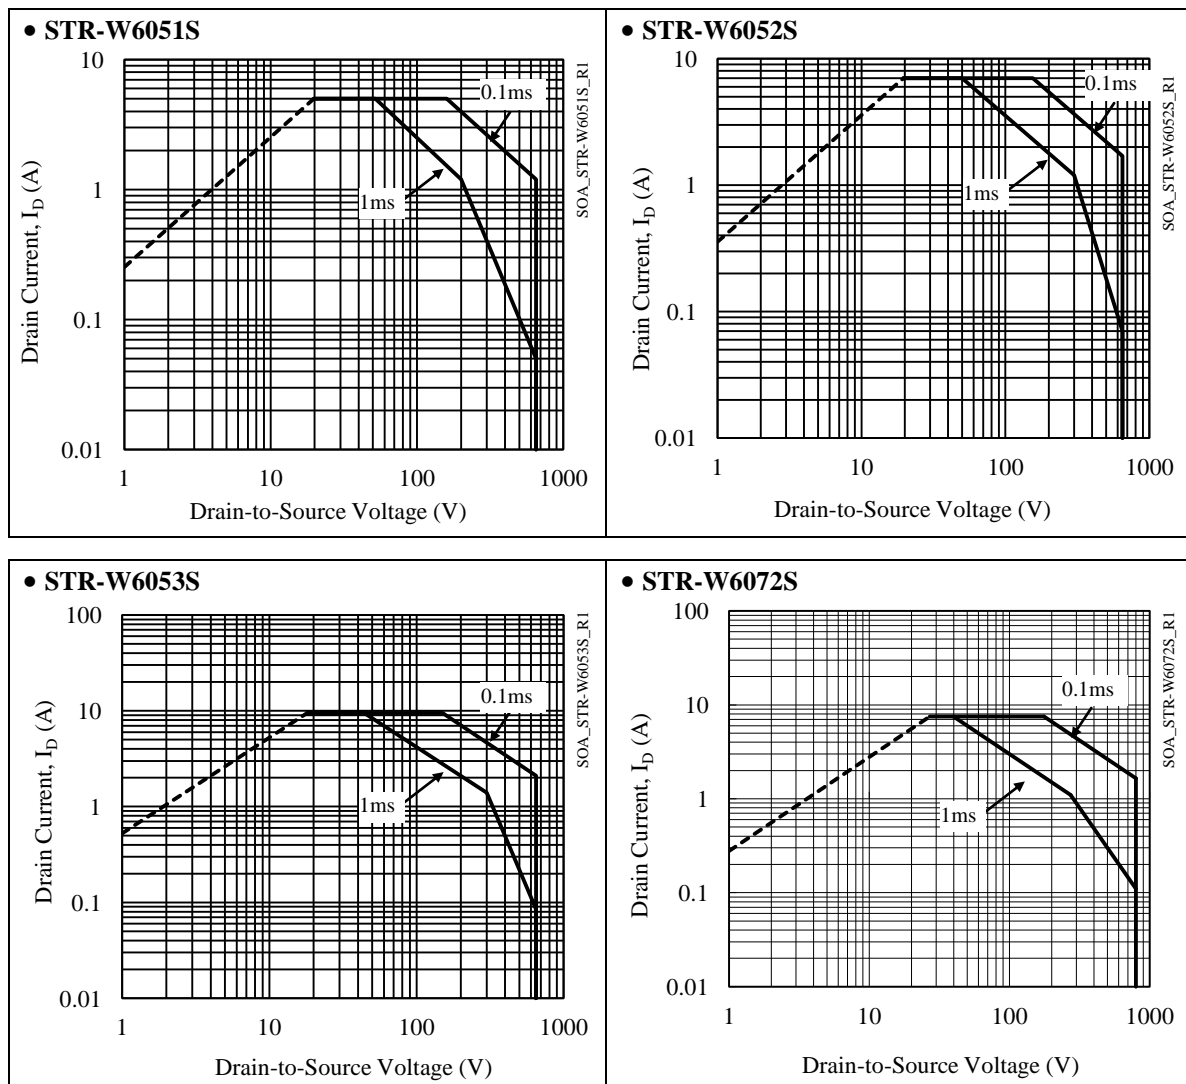 • STR-W6051S
10
1
0.1
0.01
1
10
100
1000
Drain Current, I_D (A)
Drain-to-Source Voltage (V)
0.1ms
1ms
SOA_STR-W6051S_R1
• STR-W6052S
10
1
0.1
0.01
1
10
100
1000
Drain Current, I_D (A)
Drain-to-Source Voltage (V)
0.1ms
1ms
SOA_STR-W6052S_R1
• STR-W6053S
100
10
1
0.1
0.01
1
10
100
1000
Drain Current, I_D (A)
Drain-to-Source Voltage (V)
0.1ms
1ms
SOA_STR-W6053S_R1
• STR-W6072S
100
10
1
0.1
0.01
1
10
100
1000
Drain Current, I_D (A)
Drain-to-Source Voltage (V)
0.1ms
1ms
SOA_STR-W6072S_R1